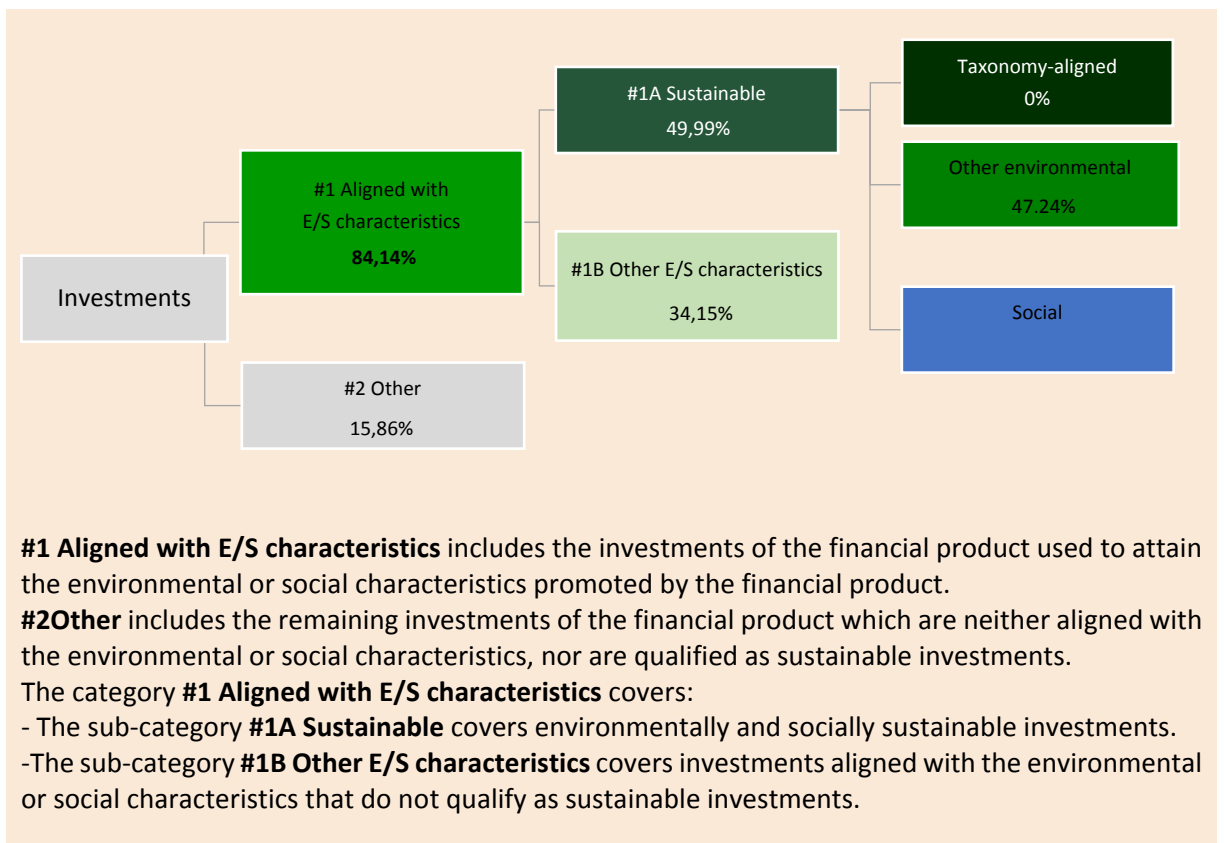 Investments
#1 Aligned with
E/S characteristics
84,14%
#2 Other
15,86%
#1A Sustainable
49,99%
#1B Other E/S characteristics
34,15%
Taxonomy-aligned
0%
Other environmental
47.24%
Social
#1 Aligned with E/S characteristics includes the investments of the financial product used to attain
the environmental or social characteristics promoted by the financial product.
#2Other includes the remaining investments of the financial product which are neither aligned with
the environmental or social characteristics, nor are qualified as sustainable investments.
The category #1 Aligned with E/S characteristics covers:
- The sub-category #1A Sustainable covers environmentally and socially sustainable investments.
-The sub-category #1B Other E/S characteristics covers investments aligned with the environmental
or social characteristics that do not qualify as sustainable investments.